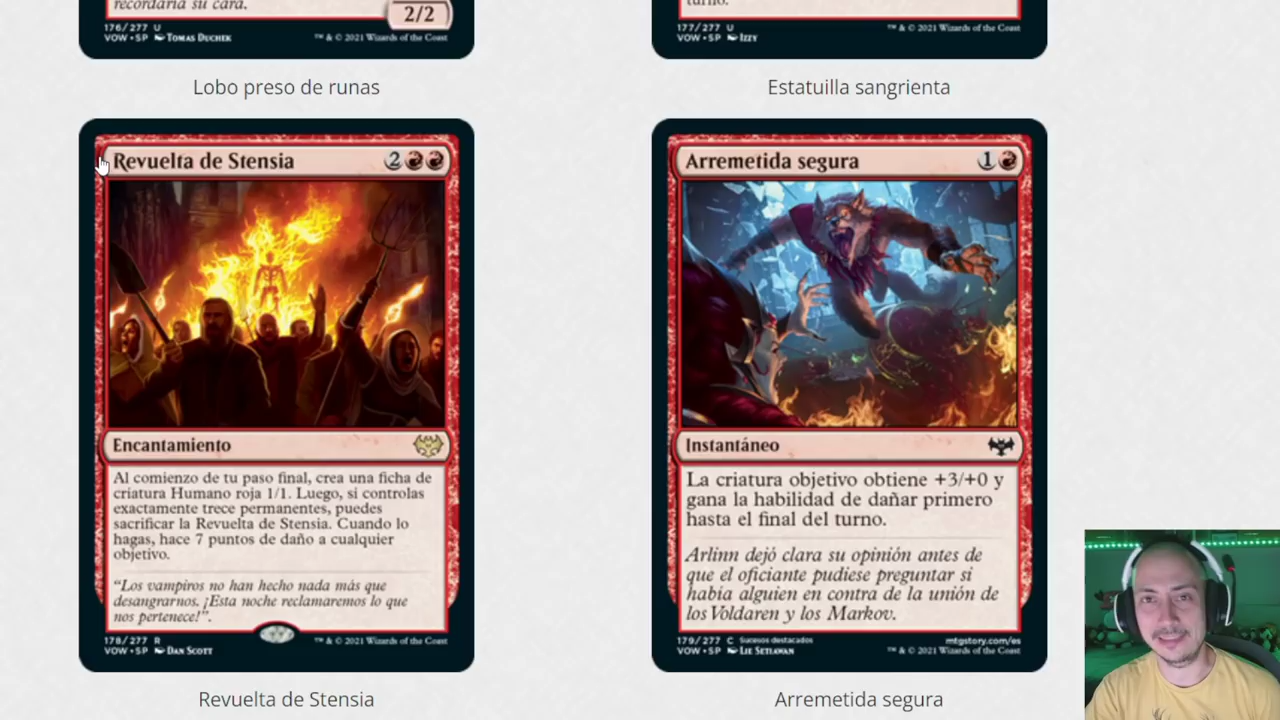 recordaría su cara.
2/2
176/277 U
VOW • SP Tomas Duchek
™ & © 2021 Wizards of the Coast
turno.
177/277 U
VOW • SP Izzy
™ & © 2021 Wizards of the Coast
Lobo preso de runas
Estatuilla sangrienta
Revuelta de Stensia
2
Encantamiento
Al comienzo de tu paso final, crea una ficha de
criatura Humano roja 1/1. Luego, si controlas
exactamente trece permanentes, puedes
sacrificar la Revuelta de Stensia. Cuando lo
hagas, hace 7 puntos de daño a cualquier
objetivo.
“Los vampiros no han hecho nada más que
desangrarnos. ¡Esta noche reclamaremos lo que
nos pertenece!”.
178/277 R
VOW • SP Dan Scott
™ & © 2021 Wizards of the Coast
Revuelta de Stensia
Arremetida segura
1
Instantáneo
La criatura objetivo obtiene +3/+0 y
gana la habilidad de dañar primero
hasta el final del turno.
Arlinn dejó clara su opinión antes de
que el oficiante pudiese preguntar si
había alguien en contra de la unión de
los Voldaren y los Markov.
179/277 C Sucesos destacados
VOW • SP Lie Setiawan
mtgstory.com/es
™ & © 2021 Wizards of the Coast
Arremetida segura